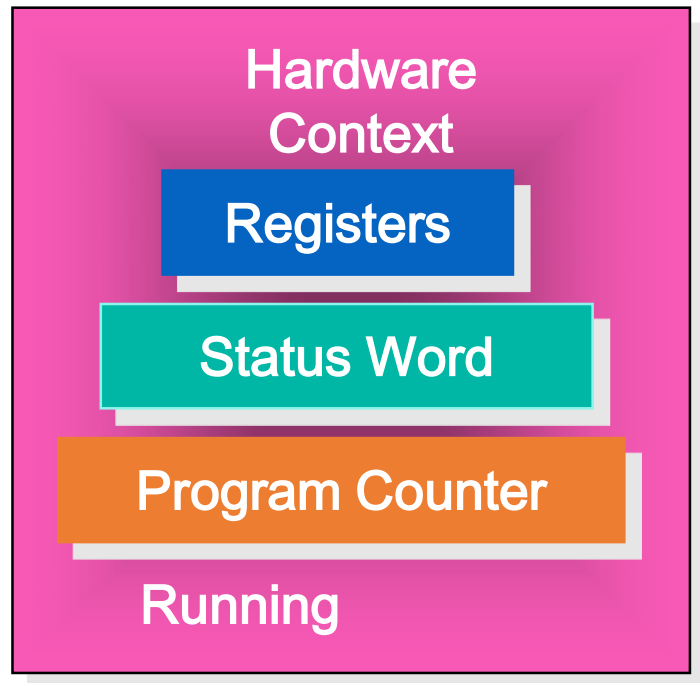 Hardware
Context
Registers
Status Word
Program Counter
Running